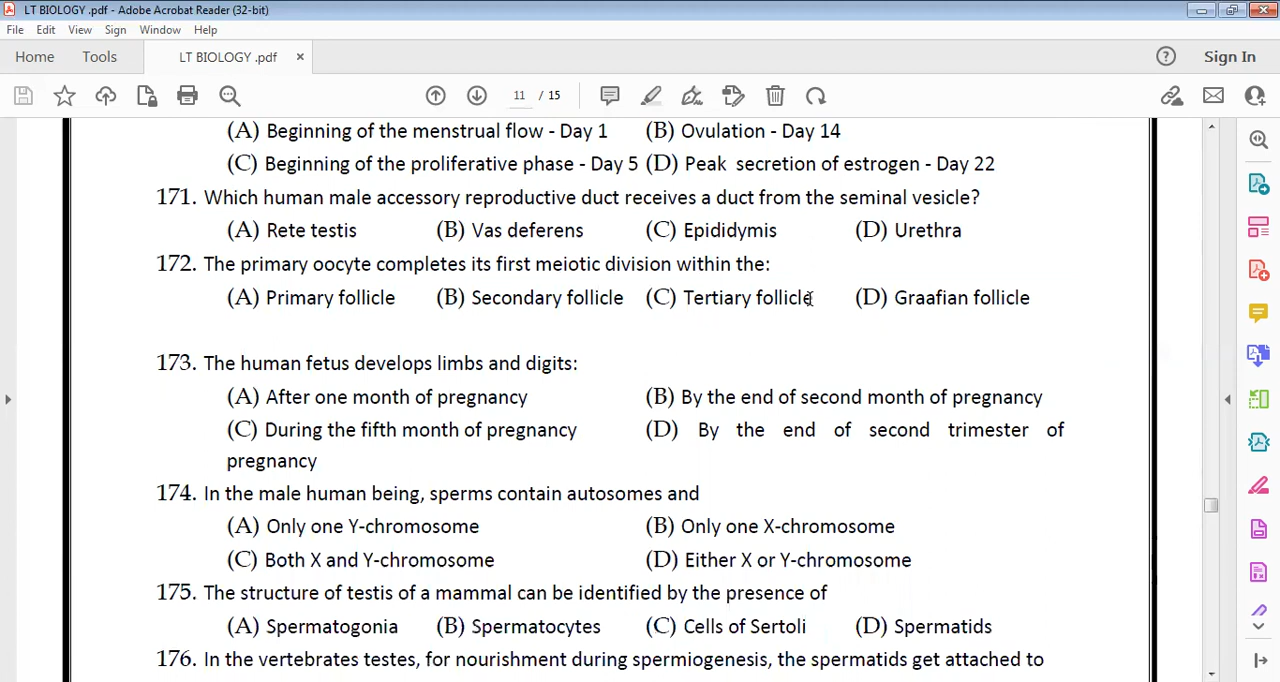 LT BIOLOGY .pdf - Adobe Acrobat Reader (32-bit)
File Edit View Sign Window Help
Home Tools LT BIOLOGY .pdf × ? Sign In
11 / 15
(A) Beginning of the menstrual flow - Day 1 (B) Ovulation - Day 14
(C) Beginning of the proliferative phase - Day 5 (D) Peak secretion of estrogen - Day 22
171. Which human male accessory reproductive duct receives a duct from the seminal vesicle?
(A) Rete testis (B) Vas deferens (C) Epididymis (D) Urethra
172. The primary oocyte completes its first meiotic division within the:
(A) Primary follicle (B) Secondary follicle (C) Tertiary follicle (D) Graafian follicle
173. The human fetus develops limbs and digits:
(A) After one month of pregnancy (B) By the end of second month of pregnancy
(C) During the fifth month of pregnancy (D) By the end of second trimester of
pregnancy
174. In the male human being, sperms contain autosomes and
(A) Only one Y-chromosome (B) Only one X-chromosome
(C) Both X and Y-chromosome (D) Either X or Y-chromosome
175. The structure of testis of a mammal can be identified by the presence of
(A) Spermatogonia (B) Spermatocytes (C) Cells of Sertoli (D) Spermatids
176. In the vertebrates testes, for nourishment during spermiogenesis, the spermatids get attached to